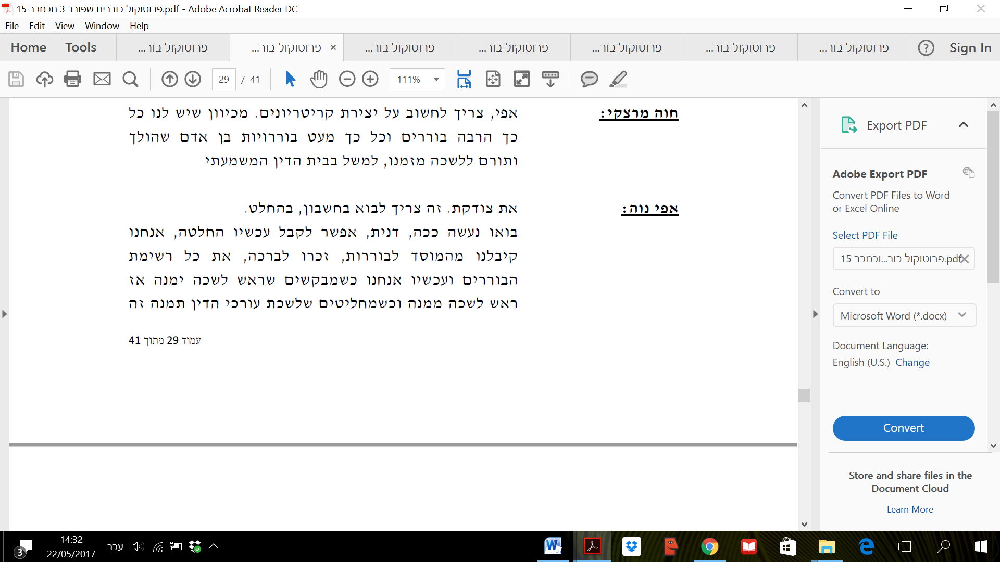 פרוטוקול בוררים שפורר 3 נובמבר 15.pdf - Adobe Acrobat Reader DC
File Edit View Window Help
Home Tools פרוטוקול בור... פרוטוקול בור... פרוטוקול בור... פרוטוקול בור... פרוטוקול בור... פרוטוקול בור... פרוטוקול בור... ? Sign In
29 / 41 111%
חוה מרצקי: אפי, צריך לחשוב על יצירת קריטריונים. מכיוון שיש לנו כל
כך הרבה בוררים וכל כך מעט בוררויות בן אדם שהולך
ותורם ללשכה מזמנו, למשל בבית הדין המשמעתי
אפי נוה: את צודקת. זה צריך לבוא בחשבון, בהחלט.
בואו נעשה ככה, דנית, אפשר לקבל עכשיו החלטה, אנחנו
קיבלנו מהמוסד לבוררות, זכרו לברכה, את כל רשימת
הבוררים ועכשיו אנחנו כשמבקשים שראש לשכה ימנה אז
ראש לשכה ממנה וכשמחליטים שלשכת עורכי הדין תמנה זה
עמוד 29 מתוך 41
Export PDF
Adobe Export PDF
Convert PDF Files to Word
or Excel Online
Select PDF File
פרוטוקול בור...ובמבר 15.pdf
Convert to
Microsoft Word (*.docx)
Document Language:
English (U.S.) Change
Convert
Store and share files in the
Document Cloud
Learn More
3
14:32
22/05/2017
עבר